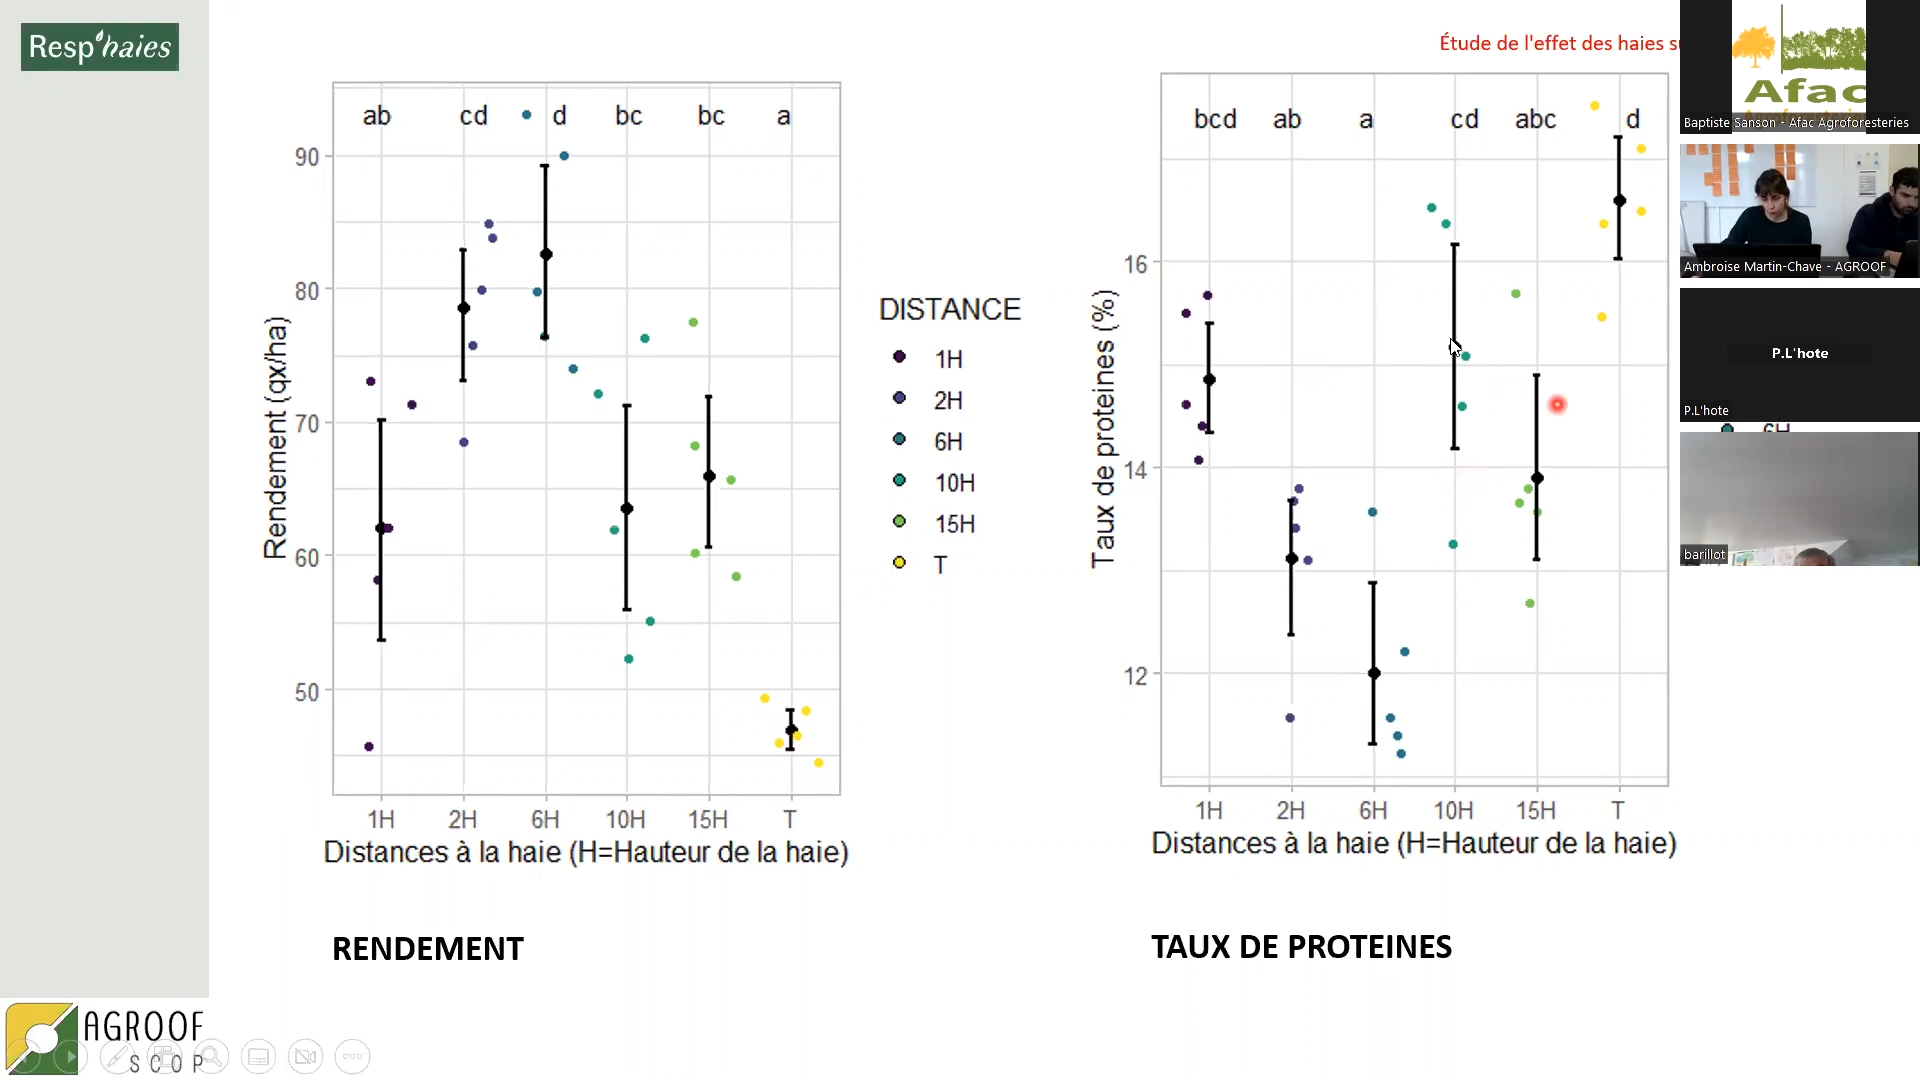 Resp'haies
Étude de l'effet des haies s
ab
cd
d
bc
bc
a
90
80
70
60
50
Rendement (qx/ha)
1H
2H
6H
10H
15H
T
Distances à la haie (H=Hauteur de la haie)
RENDEMENT
DISTANCE
1H
2H
6H
10H
15H
T
bcd
ab
a
cd
abc
d
16
14
12
Taux de proteines (%)
1H
2H
6H
10H
15H
T
Distances à la haie (H=Hauteur de la haie)
TAUX DE PROTEINES
Afac
Baptiste Sanson - Afac Agroforesteries
Ambroise Martin-Chave - AGROOF
P.L'hote
P.L'hote
6H
barillot
AGROOF
SCOP